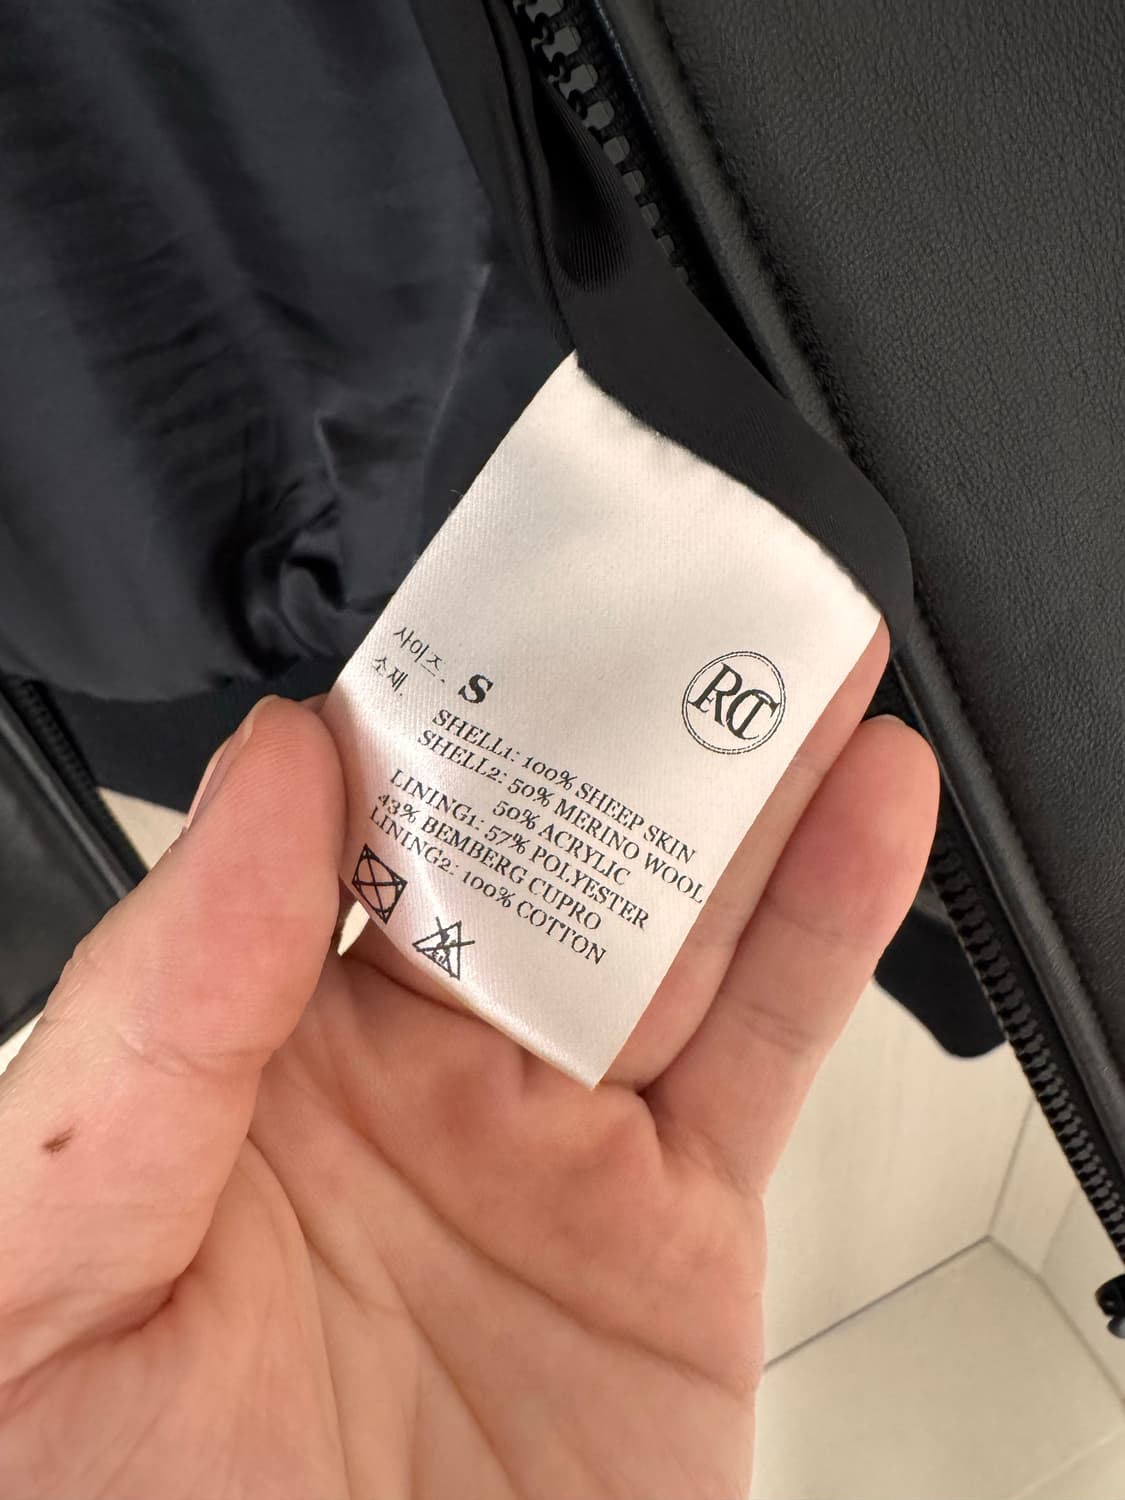 사이즈. S
소재.
RCT
SHELL1: 100% SHEEP SKIN
SHELL2: 50% MERINO WOOL
50% ACRYLIC
LINING1: 57% POLYESTER
43% BEMBERG CUPRO
LINING2: 100% COTTON